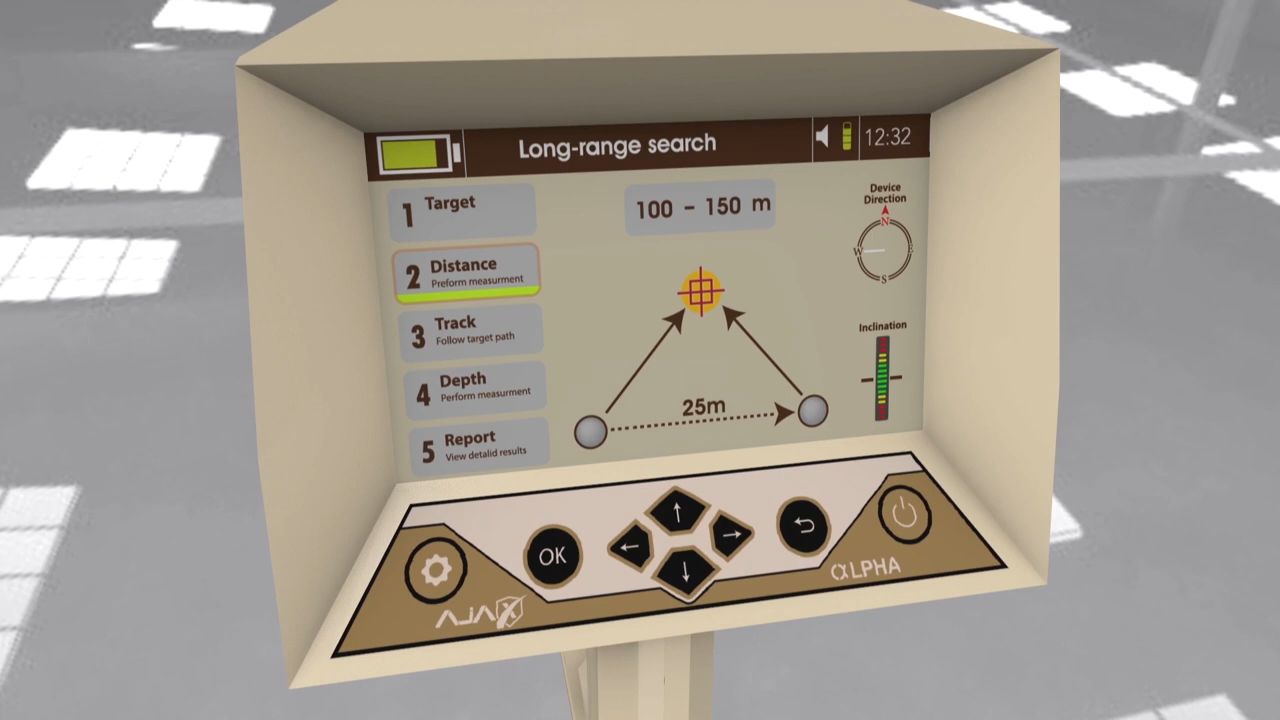 Long-range search
12:32
1 Target
2 Distance
Preform measurment
3 Track
Follow target path
4 Depth
Perform measurment
5 Report
View detalid results
100 - 150 m
25m
Device
Direction
N
W
E
S
Inclination
OK
AJAX
αLPHA